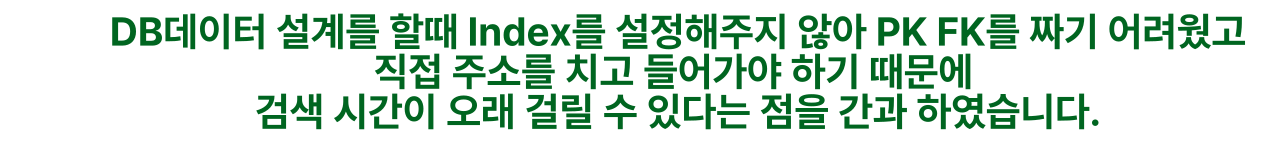 DB데이터 설계를 할때 Index를 설정해주지 않아 PK FK를 짜기 어려웠고
직접 주소를 치고 들어가야 하기 때문에
검색 시간이 오래 걸릴 수 있다는 점을 간과 하였습니다.